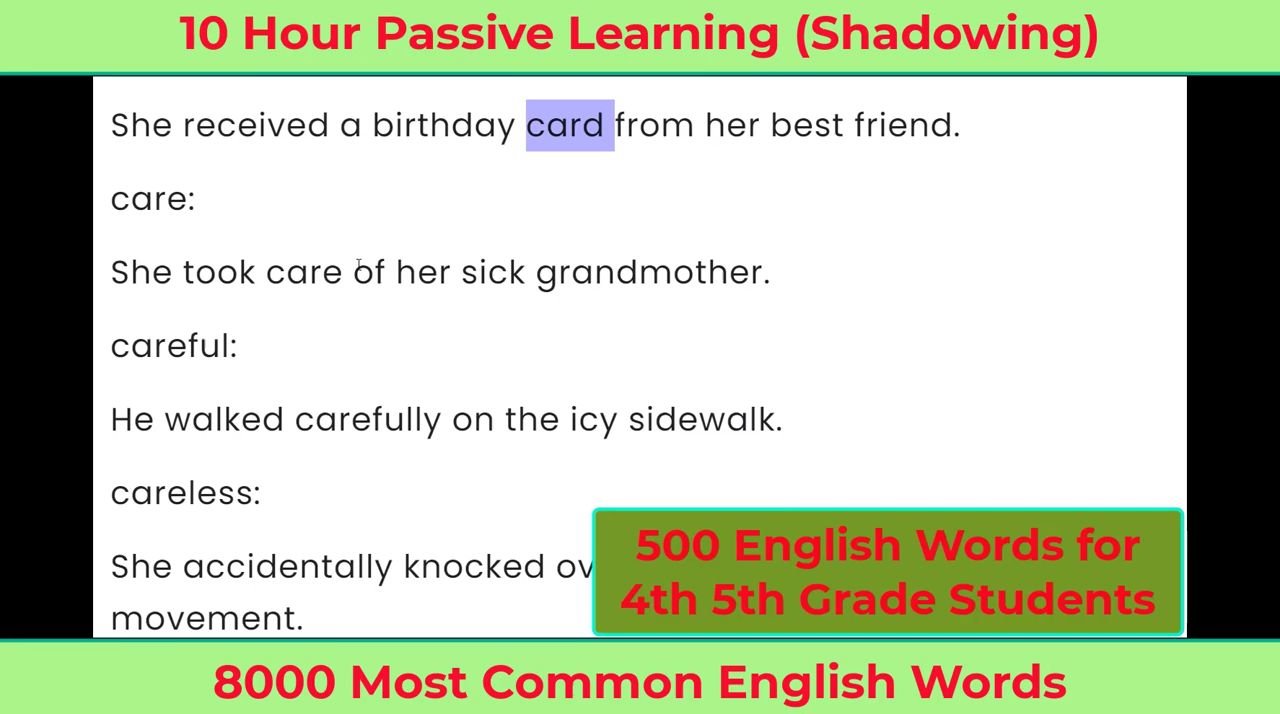 10 Hour Passive Learning (Shadowing)
She received a birthday card from her best friend.
care:
She took care of her sick grandmother.
careful:
He walked carefully on the icy sidewalk.
careless:
She accidentally knocked
movement.
500 English Words for
4th 5th Grade Students
8000 Most Common English Words